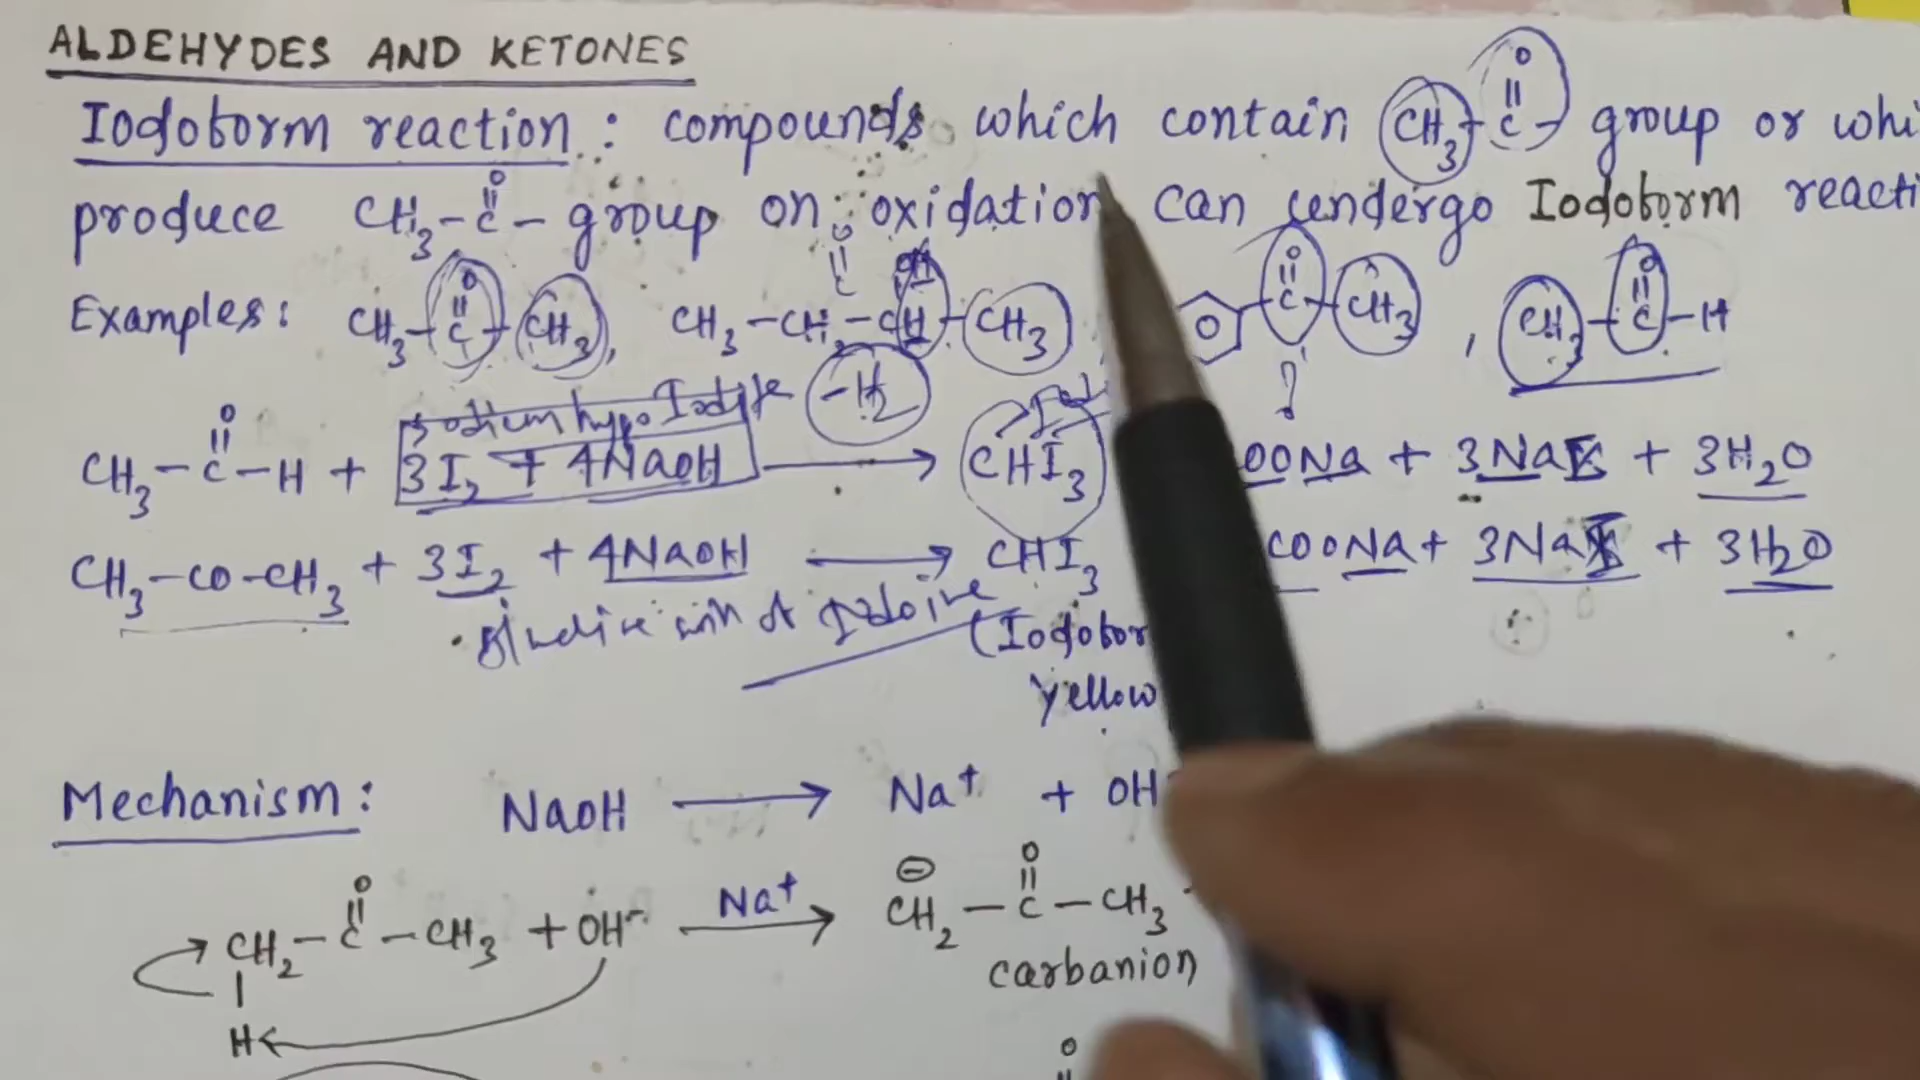 ALDEHYDES AND KETONES
Iodoform reaction : compounds which contain CH3-C(=O)- group or whi
produce CH3-C(=O)- group on oxidation can undergo Iodoform reacti
Examples: CH3-C(=O)-CH3, CH3-CH2-CH(OH)-CH3 C(=O)-CH3, CH3-C(=O)-H
sodium hypo Iodite -H2
CH3-C(=O)-H + 3I2 + 4NaOH → CHI3 OONa + 3NaI + 3H2O
CH3-CO-CH3 + 3I2 + 4NaOH → CHI3 COONa + 3NaI + 3H2O
(Iodofor
Yellow
Mechanism: NaOH → Na+ + OH
CH2-C(=O)-CH3 + OH- Na+ → ⊖CH2-C(=O)-CH3
H carbanion
O